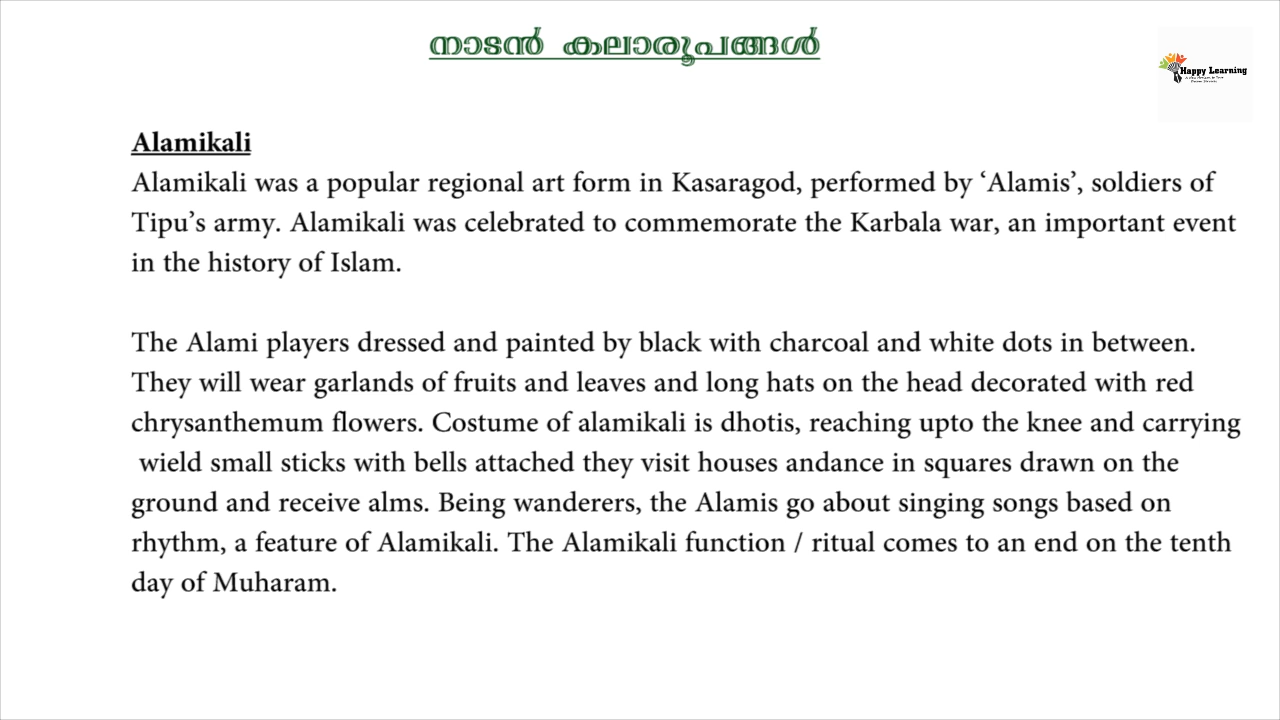 നാടൻ കലാരൂപങ്ങൾ
Happy Learning
Alamikali
Alamikali was a popular regional art form in Kasaragod, performed by ‘Alamis’, soldiers of
Tipu’s army. Alamikali was celebrated to commemorate the Karbala war, an important event
in the history of Islam.
The Alami players dressed and painted by black with charcoal and white dots in between.
They will wear garlands of fruits and leaves and long hats on the head decorated with red
chrysanthemum flowers. Costume of alamikali is dhotis, reaching upto the knee and carrying
wield small sticks with bells attached they visit houses andance in squares drawn on the
ground and receive alms. Being wanderers, the Alamis go about singing songs based on
rhythm, a feature of Alamikali. The Alamikali function / ritual comes to an end on the tenth
day of Muharam.